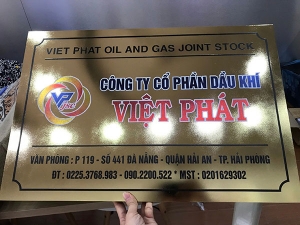 VIET PHAT OIL AND GAS JOINT STOCK
VP
CÔNG TY CỔ PHẦN DẦU KHÍ
VIỆT PHÁT
VĂN PHÒNG : P 119 - SỐ 441 ĐÀ NẴNG - QUẬN HẢI AN - TP. HẢI PHÒNG
ĐT : 0225.3768.983 - 090.2200.522 * MST : 0201629302